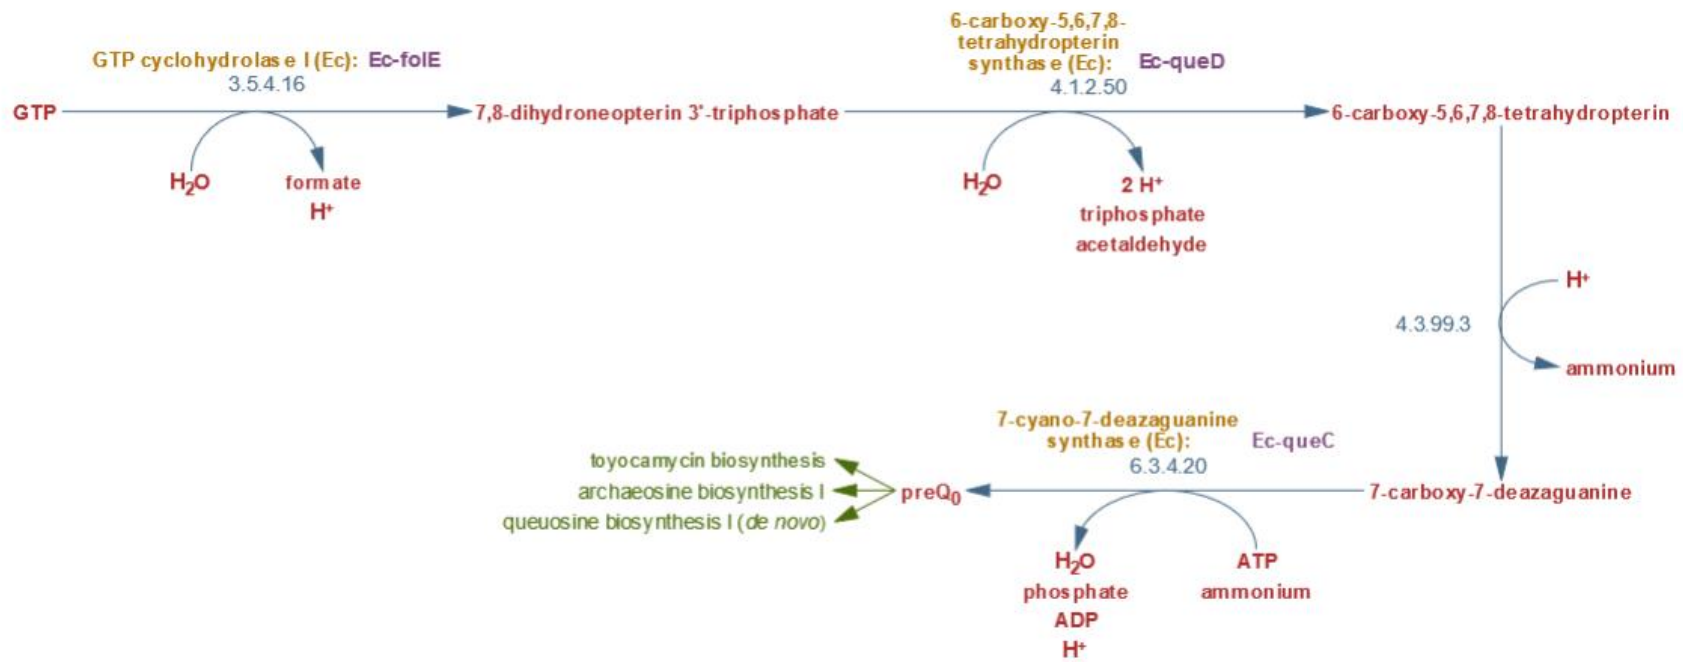 6-carboxy-5,6,7,8-
tetrahydropterin
synthase (Ec): Ec-queD
4.1.2.50
GTP cyclohydrolase I (Ec): Ec-folE
3.5.4.16
GTP
7,8-dihydroneopterin 3'-triphosphate
6-carboxy-5,6,7,8-tetrahydropterin
H₂O
formate
H⁺
H₂O
2 H⁺
triphosphate
acetaldehyde
H⁺
4.3.99.3
ammonium
7-cyano-7-deazaguanine
synthase (Ec): Ec-queC
6.3.4.20
toyocamycin biosynthesis
archaeosine biosynthesis I
queuosine biosynthesis I (de novo)
preQ₀
7-carboxy-7-deazaguanine
H₂O
phosphate
ADP
H⁺
ATP
ammonium